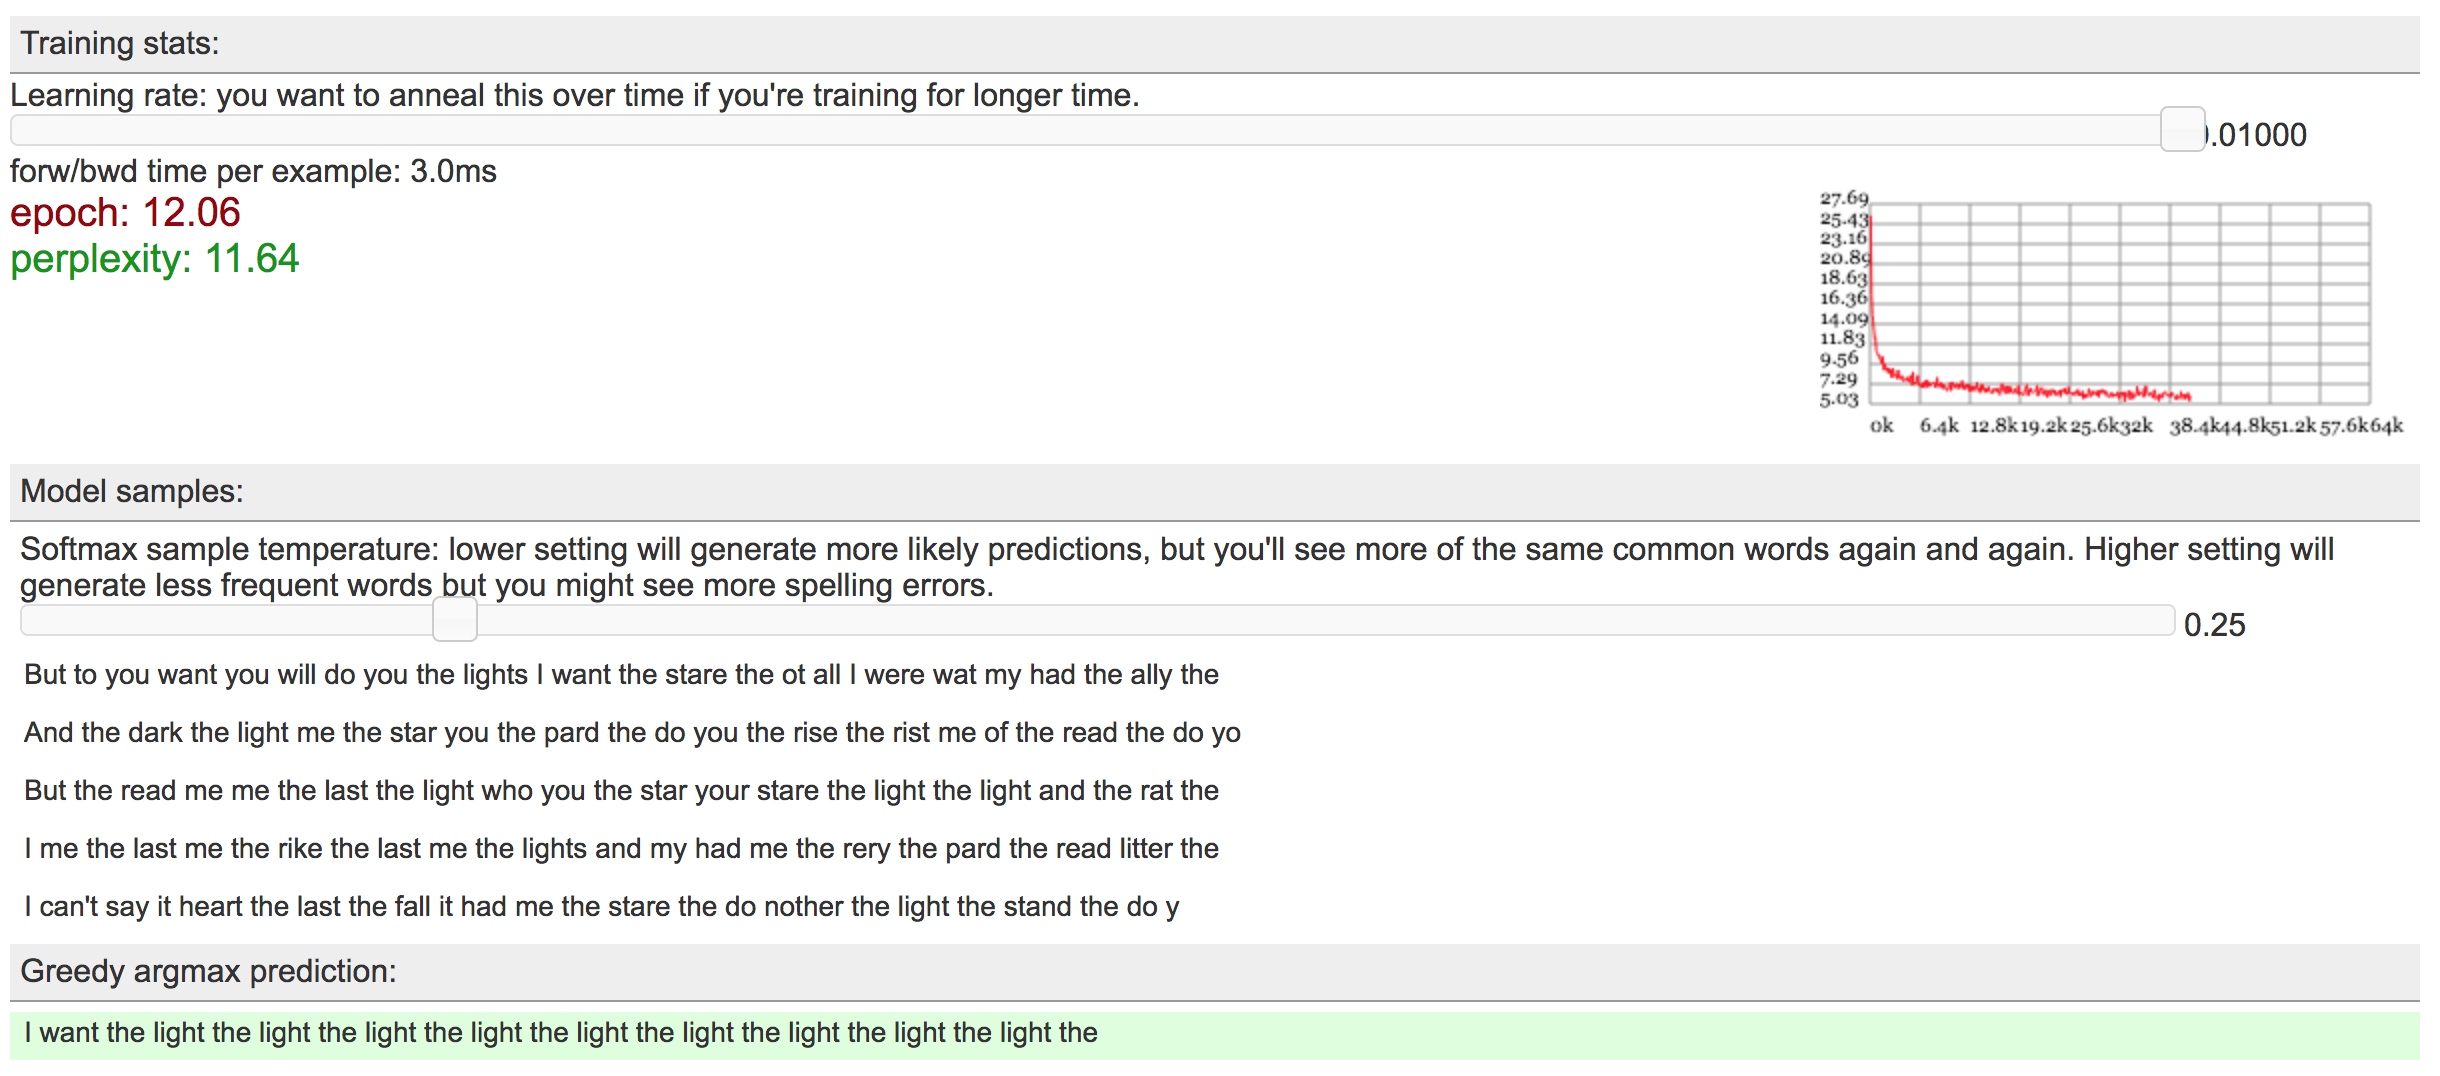 Training stats:
Learning rate: you want to anneal this over time if you're training for longer time.
.01000
forw/bwd time per example: 3.0ms
epoch: 12.06
perplexity: 11.64
27.69
25.43
23.16
20.89
18.63
16.36
14.09
11.83
9.56
7.29
5.03
0k 6.4k 12.8k 19.2k 25.6k 32k 38.4k 44.8k 51.2k 57.6k 64k
Model samples:
Softmax sample temperature: lower setting will generate more likely predictions, but you'll see more of the same common words again and again. Higher setting will
generate less frequent words but you might see more spelling errors.
0.25
But to you want you will do you the lights I want the stare the ot all I were wat my had the ally the
And the dark the light me the star you the pard the do you the rise the rist me of the read the do yo
But the read me me the last the light who you the star your stare the light the light and the rat the
I me the last me the rike the last me the lights and my had me the rery the pard the read litter the
I can't say it heart the last the fall it had me the stare the do nother the light the stand the do y
Greedy argmax prediction:
I want the light the light the light the light the light the light the light the light the light the